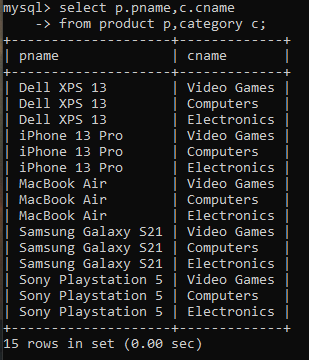 mysql> select p.pname,c.cname
    -> from product p,category c;
+--------------------+-------------+
| pname              | cname       |
+--------------------+-------------+
| Dell XPS 13        | Video Games |
| Dell XPS 13        | Computers   |
| Dell XPS 13        | Electronics |
| iPhone 13 Pro      | Video Games |
| iPhone 13 Pro      | Computers   |
| iPhone 13 Pro      | Electronics |
| MacBook Air        | Video Games |
| MacBook Air        | Computers   |
| MacBook Air        | Electronics |
| Samsung Galaxy S21 | Video Games |
| Samsung Galaxy S21 | Computers   |
| Samsung Galaxy S21 | Electronics |
| Sony Playstation 5 | Video Games |
| Sony Playstation 5 | Computers   |
| Sony Playstation 5 | Electronics |
+--------------------+-------------+
15 rows in set (0.00 sec)